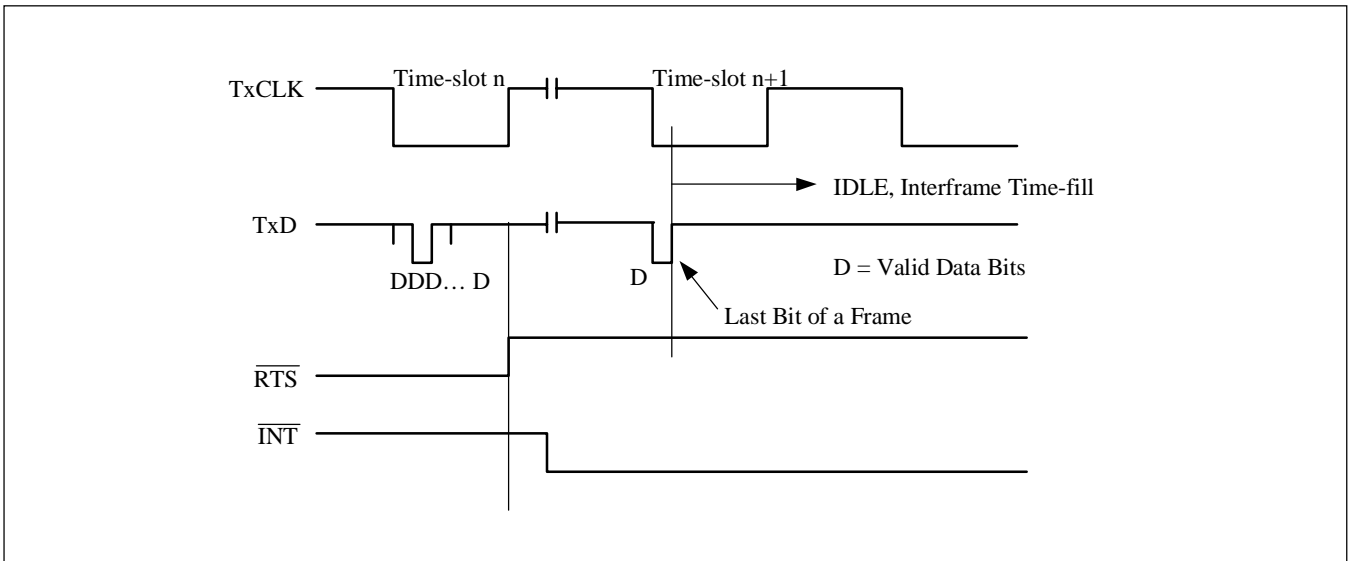 Time-slot n
Time-slot n+1
TxCLK
IDLE, Interframe Time-fill
TxD
DDD… D
D
D = Valid Data Bits
Last Bit of a Frame
RTS
INT